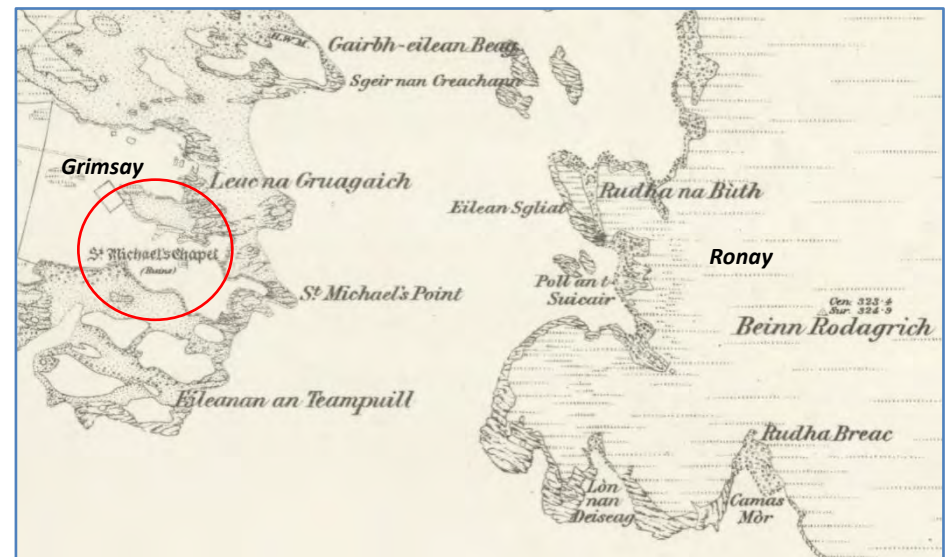 H.W.M.
Gairbh-eilean Beag
Sgeir nan Creachann
Grimsay
Leac na Gruagaich
Rudha na Bùth
Eilean Sgliat
St. Michael's Chapel
(Ruins)
Ronay
Poll an t-
Suicair
St. Michael's Point
Cen. 323·4
Sur. 324·9
Beinn Rodagrich
Eileanan an Teampuill
Rudha Breac
Lòn
nan
Deiseag
Camas
Mòr